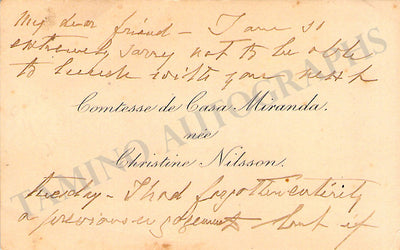 My dear friend - I am so
extremely sorry not to be able
to lunch with you next
Comtesse de Casa Miranda.
née
Christine Nilsson.
tuesday - I had forgotten entirely
a previous engagement but if
TAMINO AUTOGRAPHS